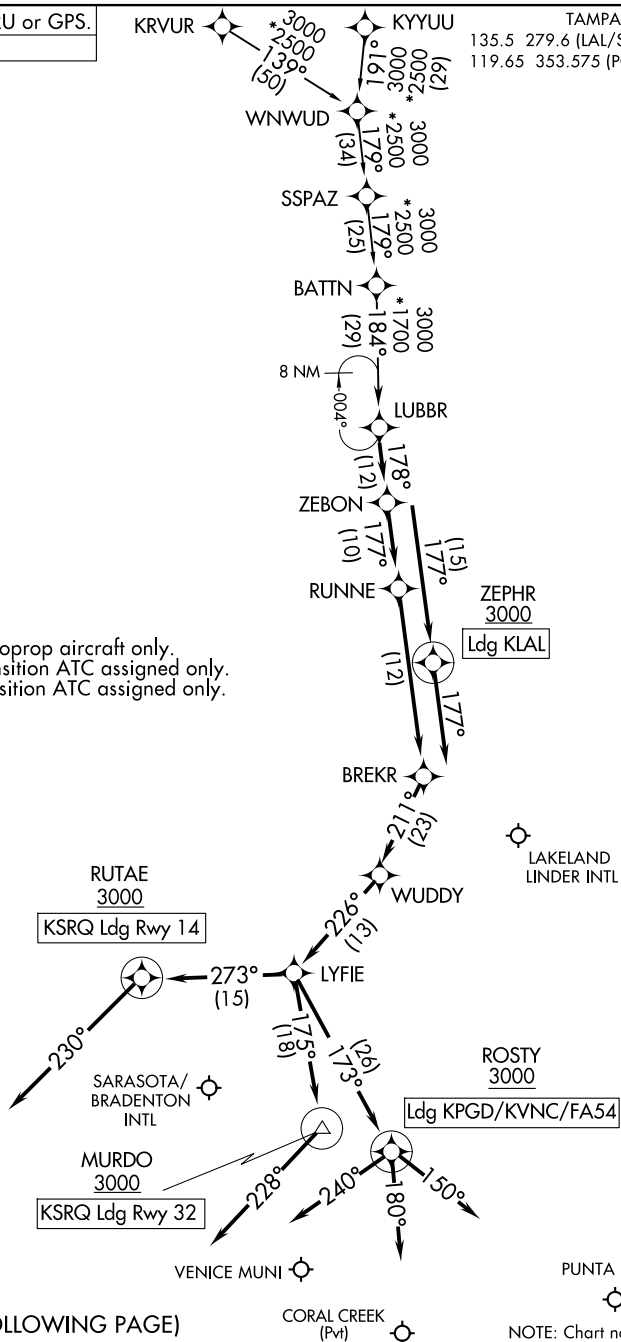 RU or GPS.
TAMPA
135.5 279.6 (LAL/S
119.65 353.575 (PC
KRVUR
KYYUU
3000
*2500
139°
(50)
191°
3000
*2500
(29)
WNWUD
3000
*2500
179°
(34)
SSPAZ
3000
*2500
179°
(25)
BATTN
3000
*1700
184°
(29)
8 NM
004°
LUBBR
178°
(12)
ZEBON
177°
(10)
(15)
177°
RUNNE
ZEPHR
3000
Ldg KLAL
(12)
177°
oprop aircraft only.
nsition ATC assigned only.
sition ATC assigned only.
BREKR
211°
(23)
LAKELAND
LINDER INTL
WUDDY
RUTAE
3000
KSRQ Ldg Rwy 14
226°
(13)
LYFIE
273°
(15)
230°
175°
(18)
(26)
173°
SARASOTA/
BRADENTON
INTL
ROSTY
3000
Ldg KPGD/KVNC/FA54
MURDO
3000
KSRQ Ldg Rwy 32
228°
240°
180°
150°
VENICE MUNI
PUNTA
OLLOWING PAGE)
CORAL CREEK
(Pvt)
NOTE: Chart no